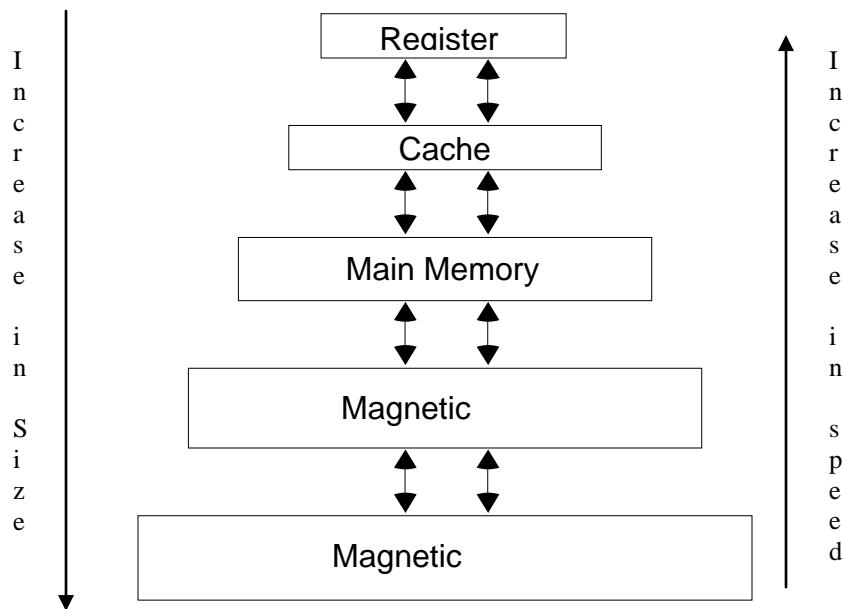 Register
Cache
Main Memory
Magnetic
Magnetic
Increase in Size
Increase in speed